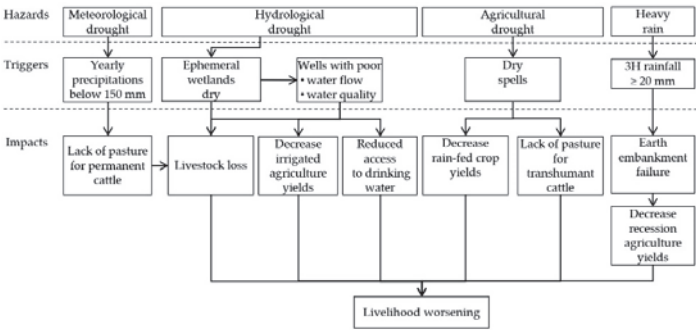 Hazards
Meteorological
drought
Hydrological
drought
Agricultural
drought
Heavy
rain
Triggers
Yearly
precipitations
below 150 mm
Ephemeral
wetlands
dry
Wells with poor
• water flow
• water quality
Dry
spells
3H rainfall
≥ 20 mm
Impacts
Lack of pasture
for permanent
cattle
Livestock loss
Decrease
irrigated
agriculture
yields
Reduced
access
to drinking
water
Decrease
rain-fed crop
yields
Lack of pasture
for
transhumant
cattle
Earth
embankment
failure
Decrease
recession
agriculture
yields
Livelihood worsening